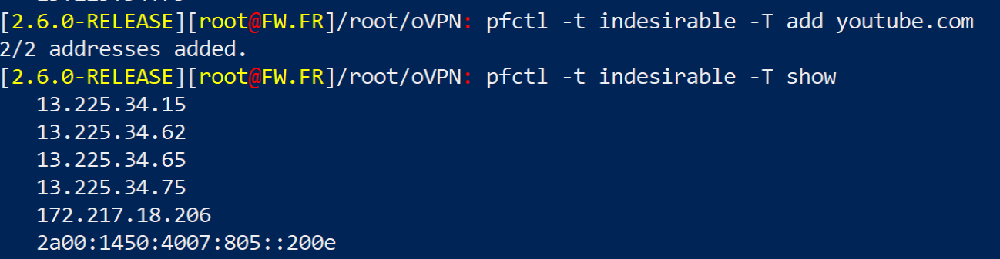 [2.6.0-RELEASE][root@FW.FR]/root/oVPN: pfctl -t indesirable -T add youtube.com
2/2 addresses added.
[2.6.0-RELEASE][root@FW.FR]/root/oVPN: pfctl -t indesirable -T show
13.225.34.15
13.225.34.62
13.225.34.65
13.225.34.75
172.217.18.206
2a00:1450:4007:805::200e